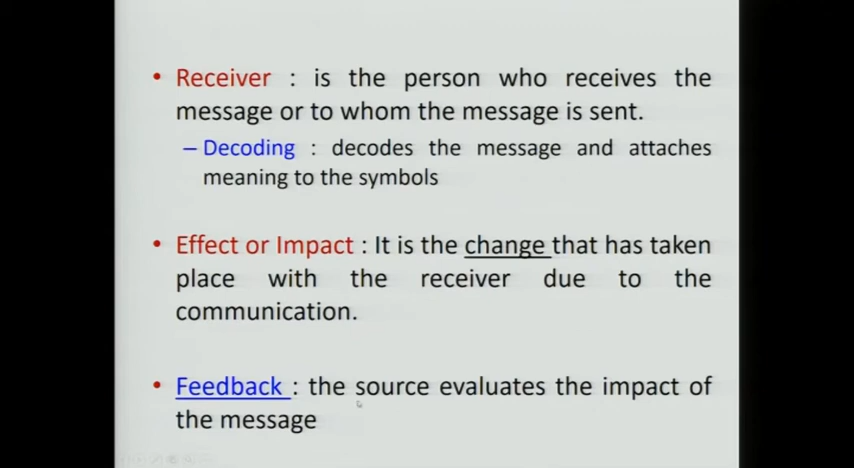 • Receiver : is the person who receives the
message or to whom the message is sent.
– Decoding : decodes the message and attaches
meaning to the symbols
• Effect or Impact : It is the change that has taken
place with the receiver due to the
communication.
• Feedback : the source evaluates the impact of
the message